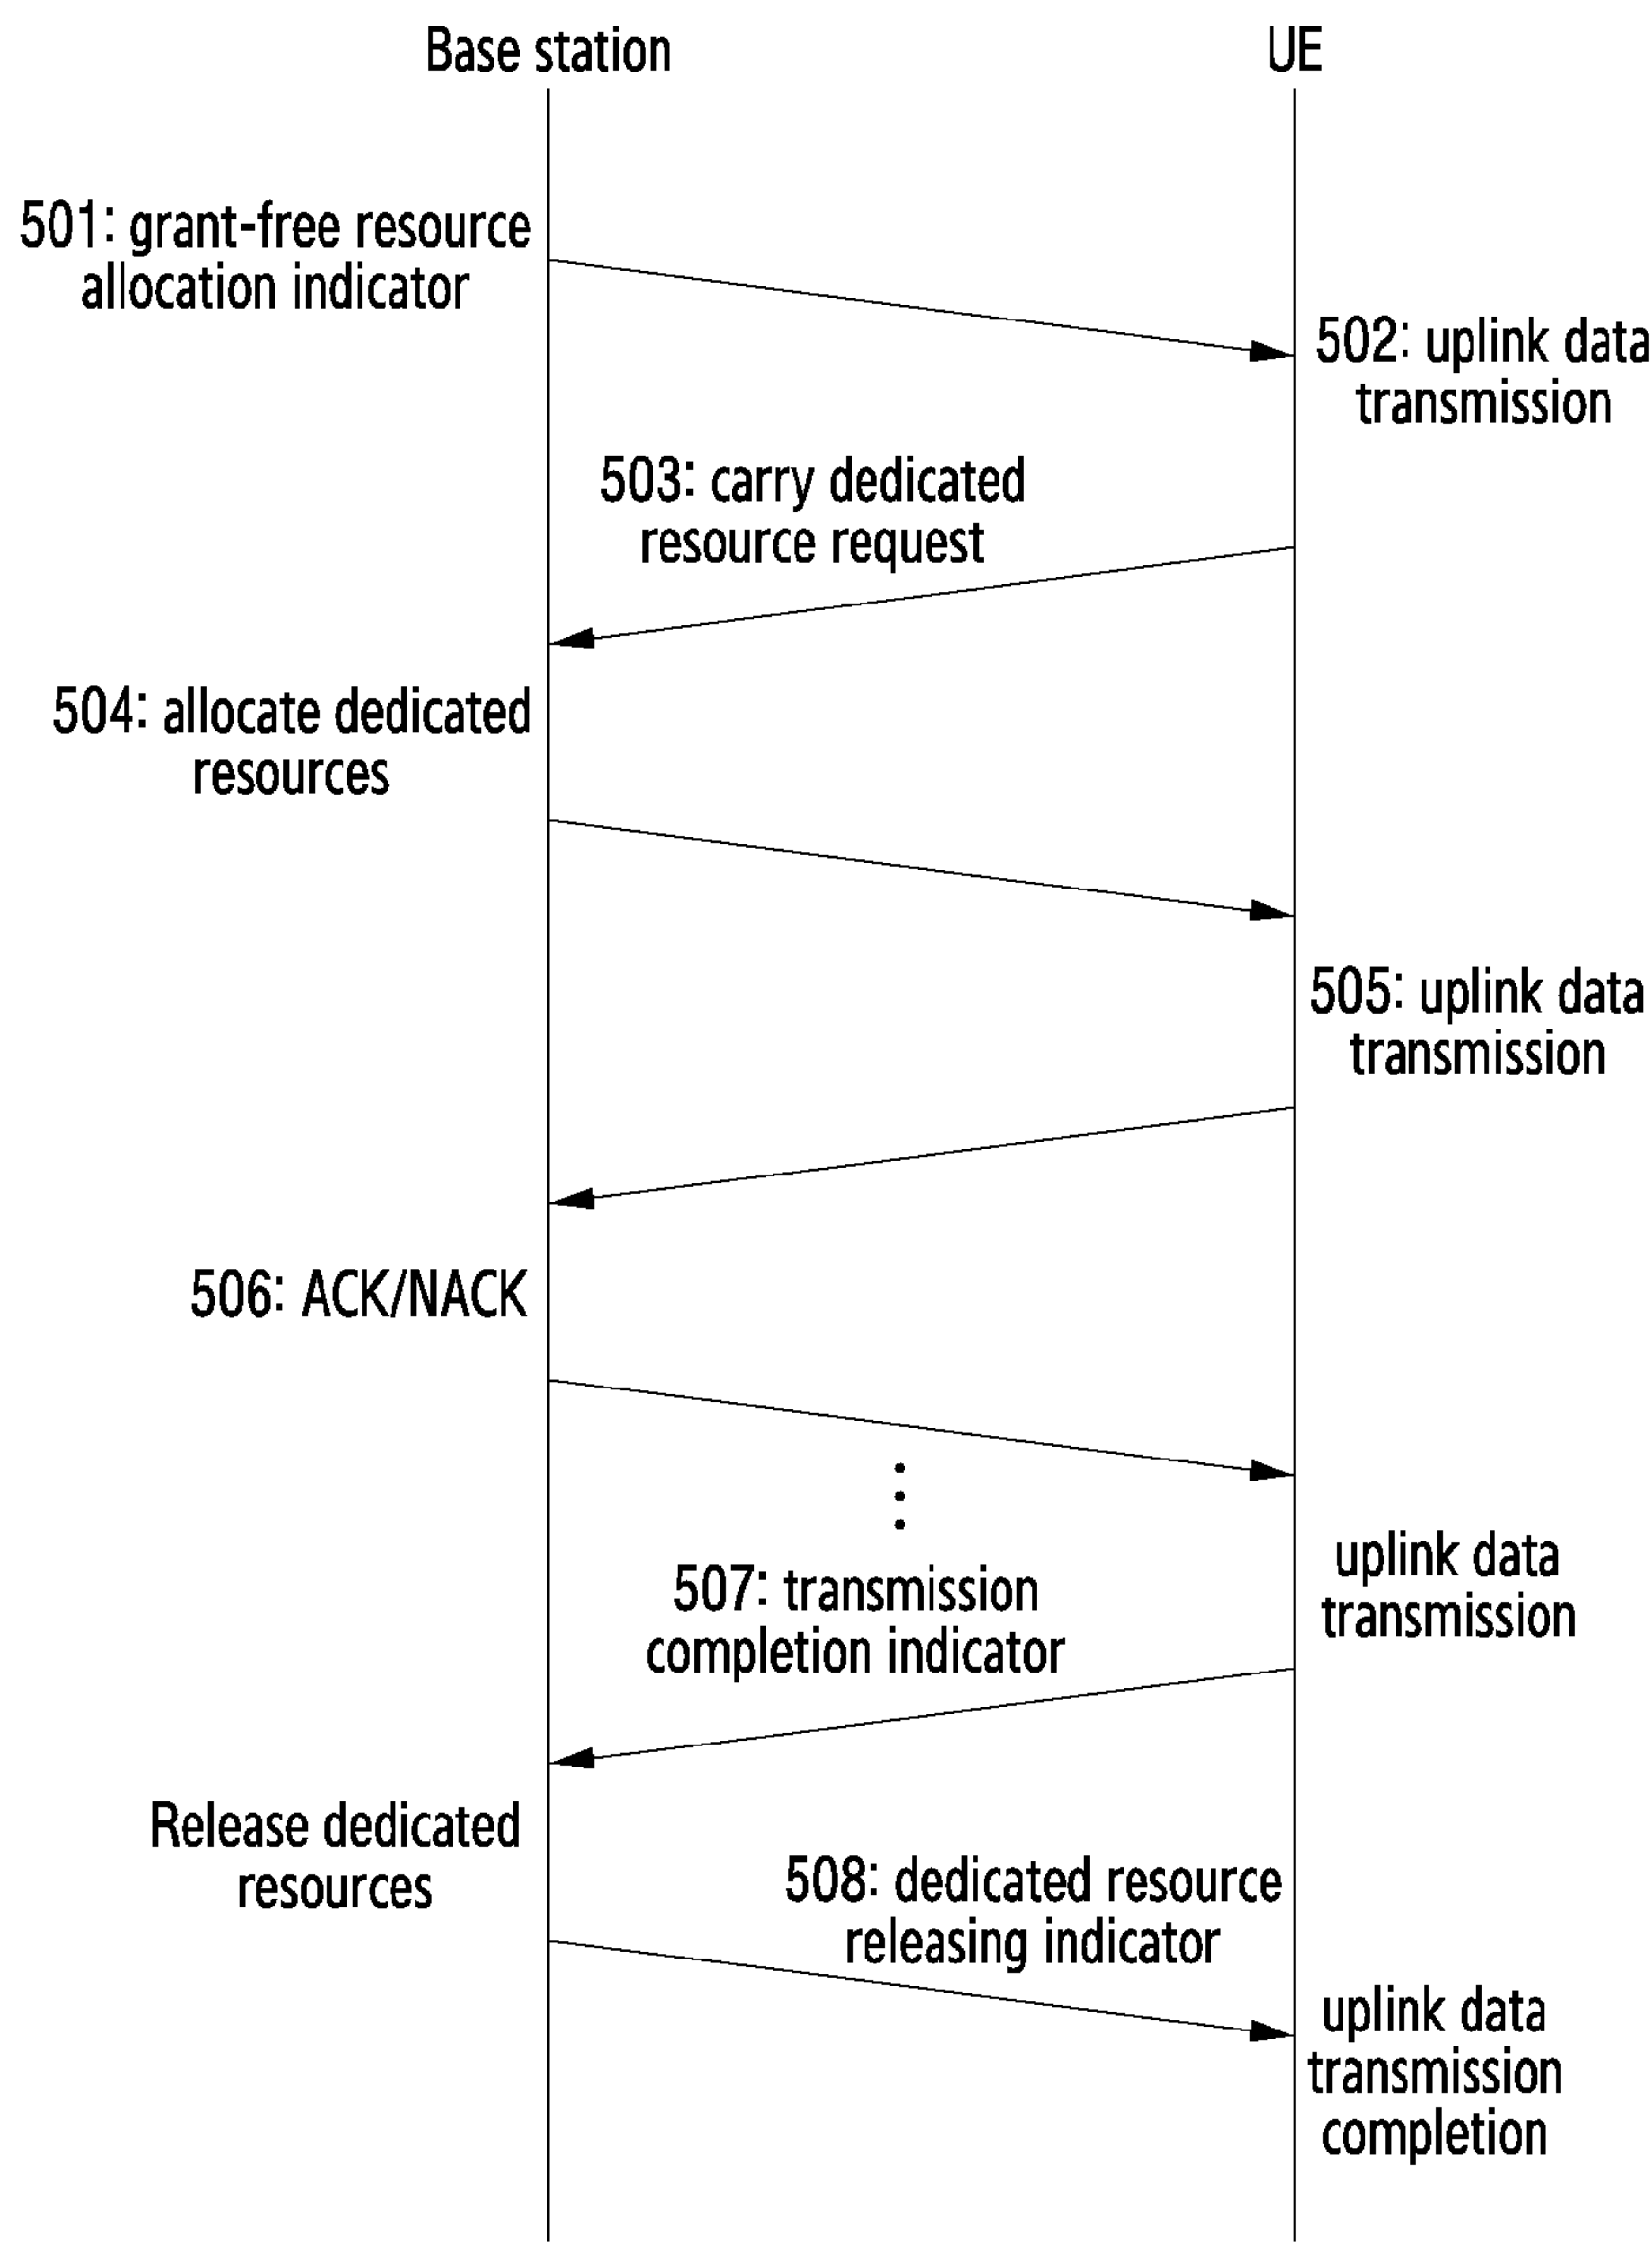 Base station
UE
501: grant-free resource
allocation indicator
502: uplink data
transmission
503: carry dedicated
resource request
504: allocate dedicated
resources
505: uplink data
transmission
506: ACK/NACK
uplink data
transmission
507: transmission
completion indicator
Release dedicated
resources
508: dedicated resource
releasing indicator
uplink data
transmission
completion